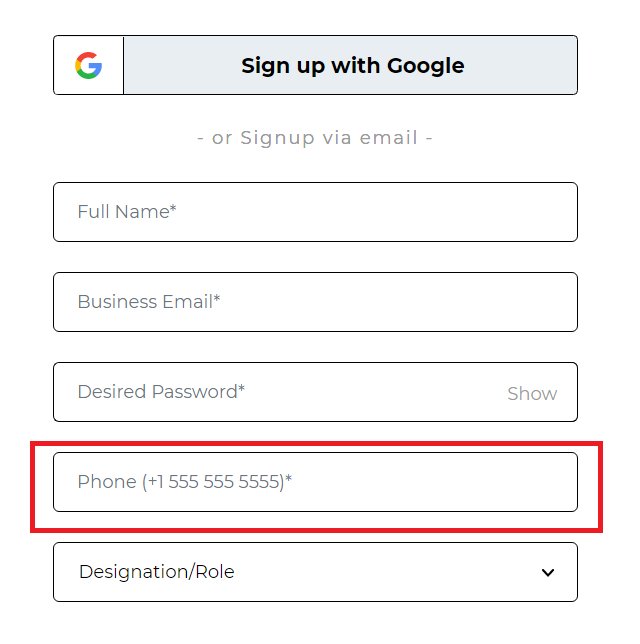 Sign up with Google
- or Signup via email -
Full Name*
Business Email*
Desired Password*
Show
Phone (+1 555 555 5555)*
Designation/Role